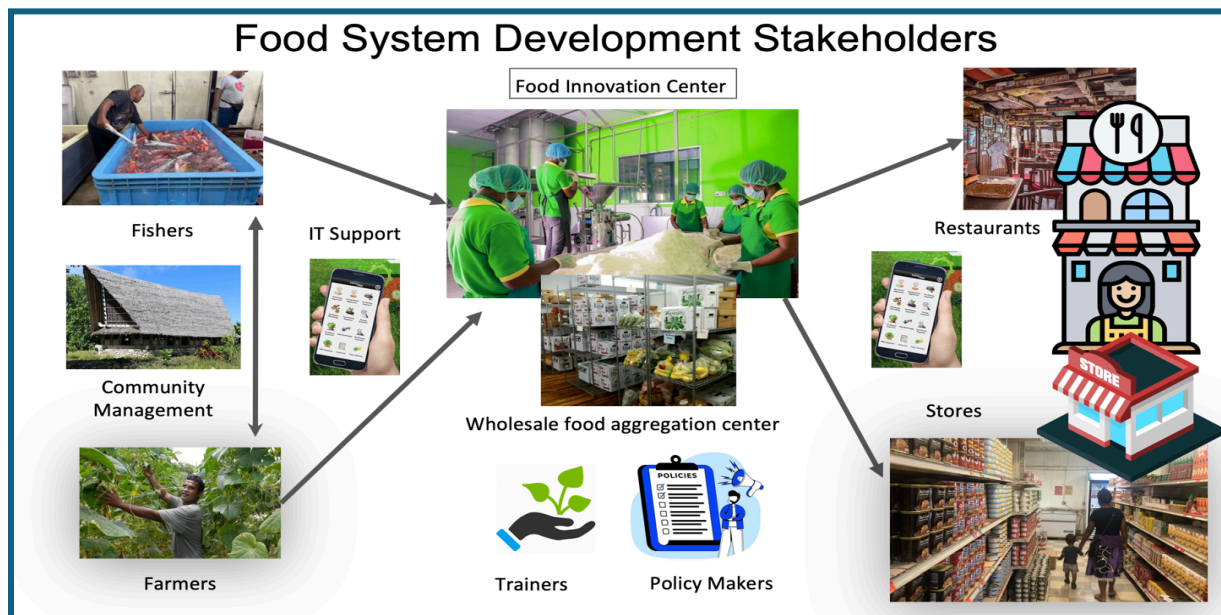 Food System Development Stakeholders
Food Innovation Center
Fishers
IT Support
Restaurants
Community
Management
Wholesale food aggregation center
Stores
STORE
POLICIES
Farmers
Trainers
Policy Makers